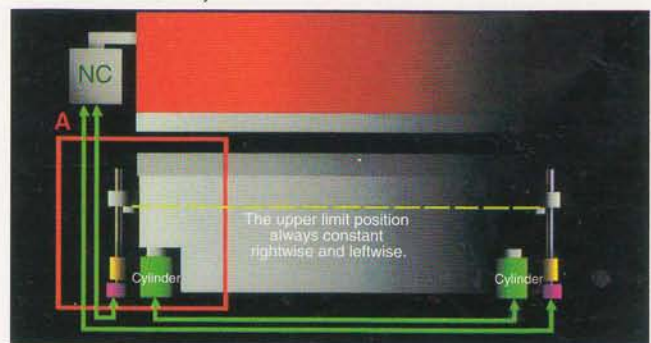 NC
A
The upper limit position
always constant
rightwise and leftwise.
Cylinder
Cylinder